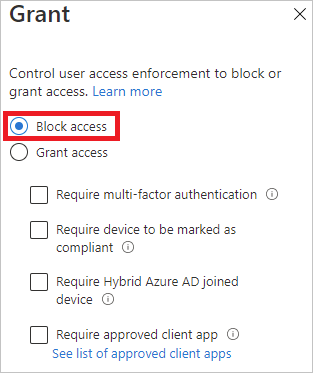 Grant
Control user access enforcement to block or
grant access. Learn more
Block access
Grant access
Require multi-factor authentication
Require device to be marked as
compliant
Require Hybrid Azure AD joined
device
Require approved client app
See list of approved client apps